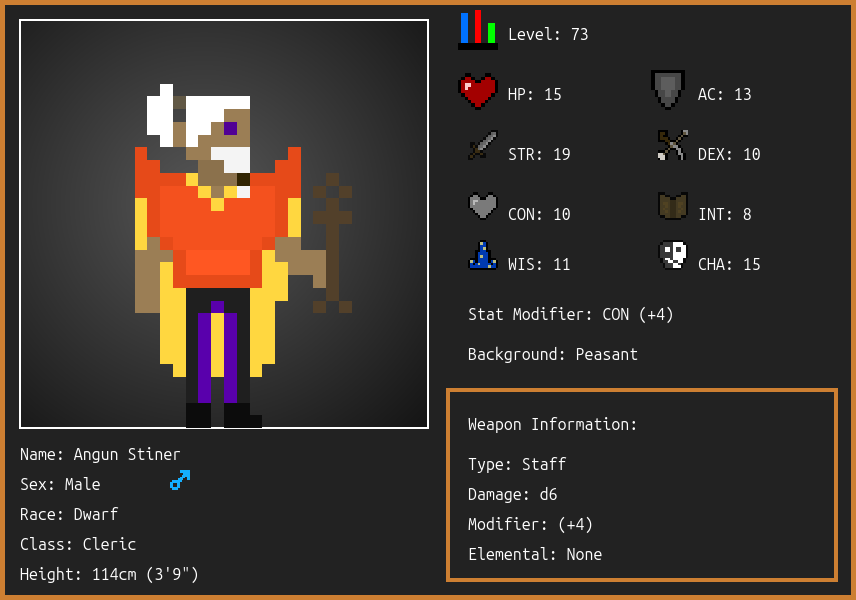 Level: 73
HP: 15
AC: 13
STR: 19
DEX: 10
CON: 10
INT: 8
WIS: 11
CHA: 15
Stat Modifier: CON (+4)
Background: Peasant
Weapon Information:
Type: Staff
Damage: d6
Modifier: (+4)
Elemental: None
Name: Angun Stiner
Sex: Male
Race: Dwarf
Class: Cleric
Height: 114cm (3'9")